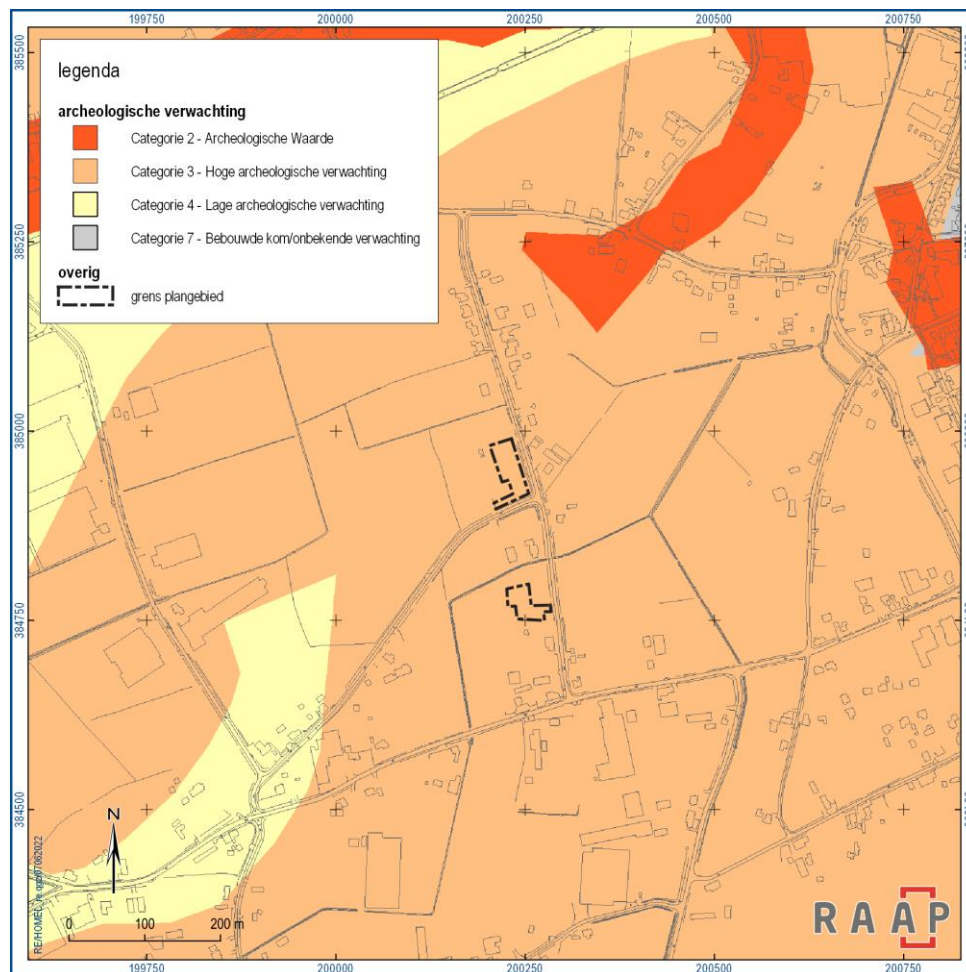 199750 200000 200250 200500 200750
385500
legenda
archeologische verwachting
Categorie 2 - Archeologische Waarde
Categorie 3 - Hoge archeologische verwachting
Categorie 4 - Lage archeologische verwachting
Categorie 7 - Bebouwde kom/onbekende verwachting
overig
grens plangebied
385250
385000
384750
384500
N
0 100 200 m
RAAP
199750 200000 200250 200500 200750